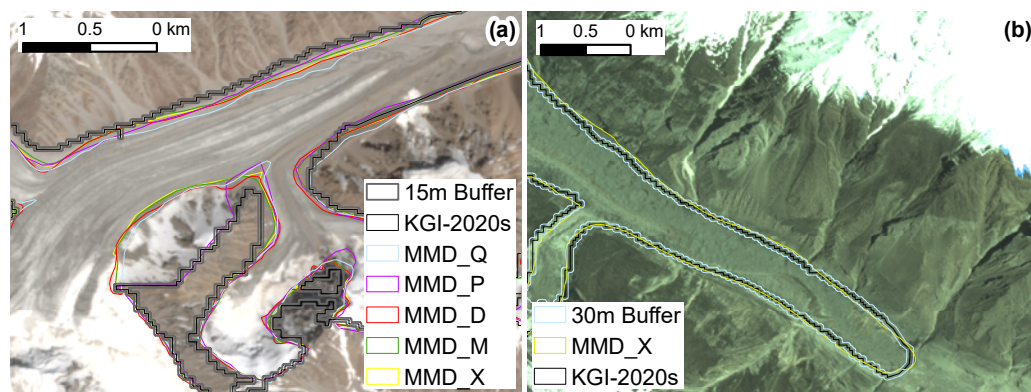 1 0.5 0 km
(a)
15m Buffer
KGI-2020s
MMD_Q
MMD_P
MMD_D
MMD_M
MMD_X
1 0.5 0 km
(b)
30m Buffer
MMD_X
KGI-2020s